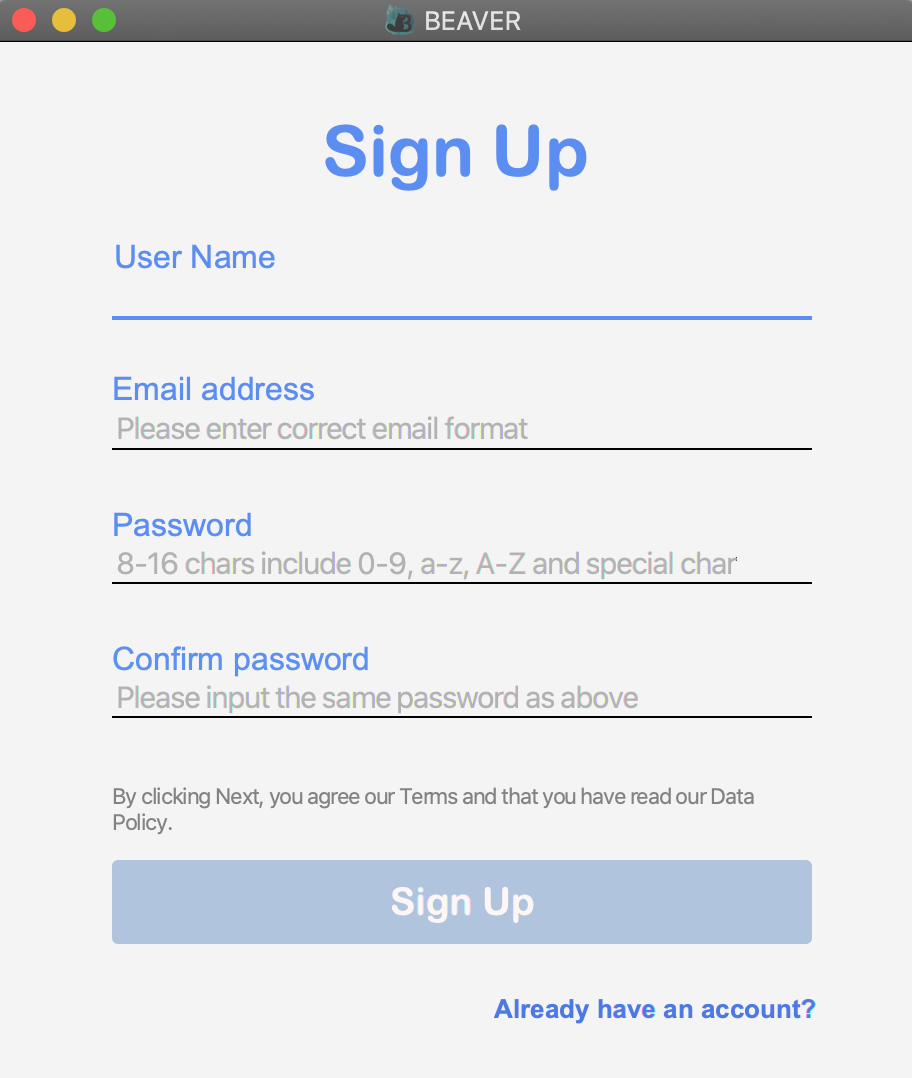 BEAVER
Sign Up
User Name
Email address
Please enter correct email format
Password
8-16 chars include 0-9, a-z, A-Z and special char
Confirm password
Please input the same password as above
By clicking Next, you agree our Terms and that you have read our Data
Policy.
Sign Up
Already have an account?